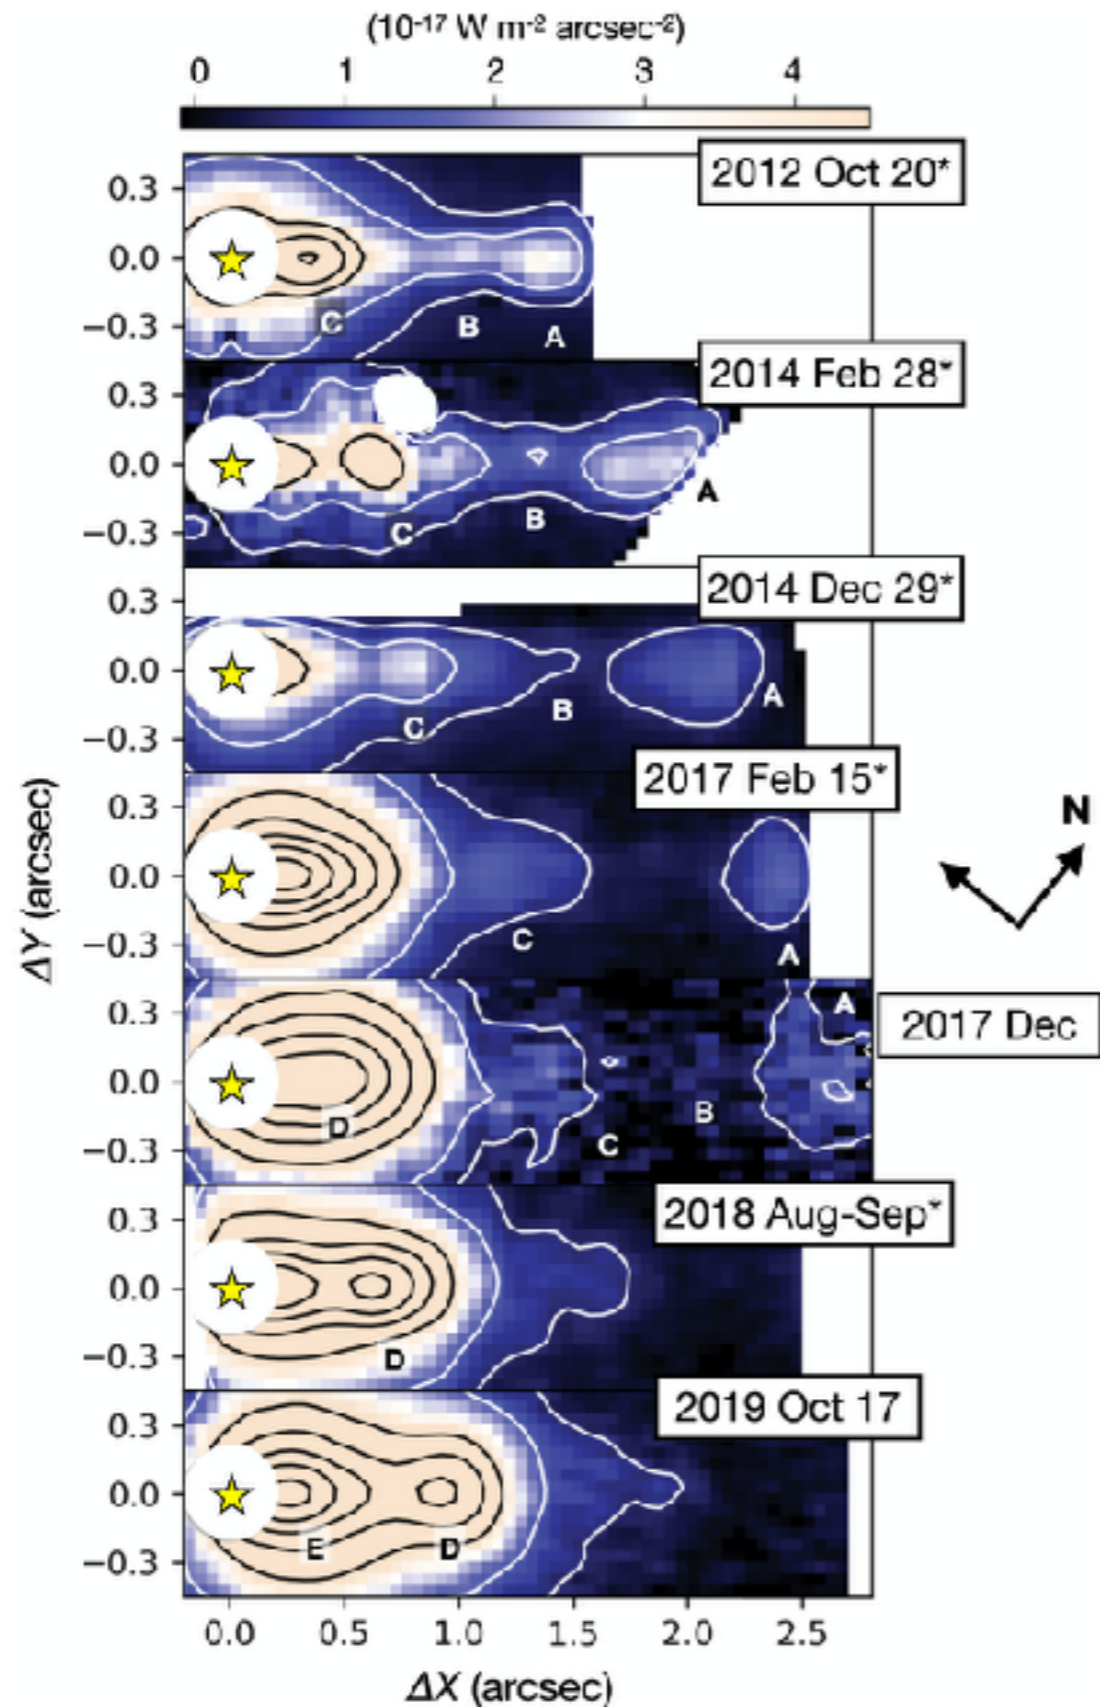 (10⁻¹⁷ W m⁻² arcsec⁻²)
0 1 2 3 4
2012 Oct 20*
0.3
0.0
−0.3
C B A
2014 Feb 28*
0.3
0.0
−0.3
C B A
2014 Dec 29*
0.3
0.0
−0.3
C B A
2017 Feb 15*
0.3
0.0
−0.3
C A
N
2017 Dec
0.3
0.0
−0.3
D C B A
2018 Aug-Sep*
0.3
0.0
−0.3
D
2019 Oct 17
0.3
0.0
−0.3
E D
0.0 0.5 1.0 1.5 2.0 2.5
ΔX (arcsec)
ΔY (arcsec)